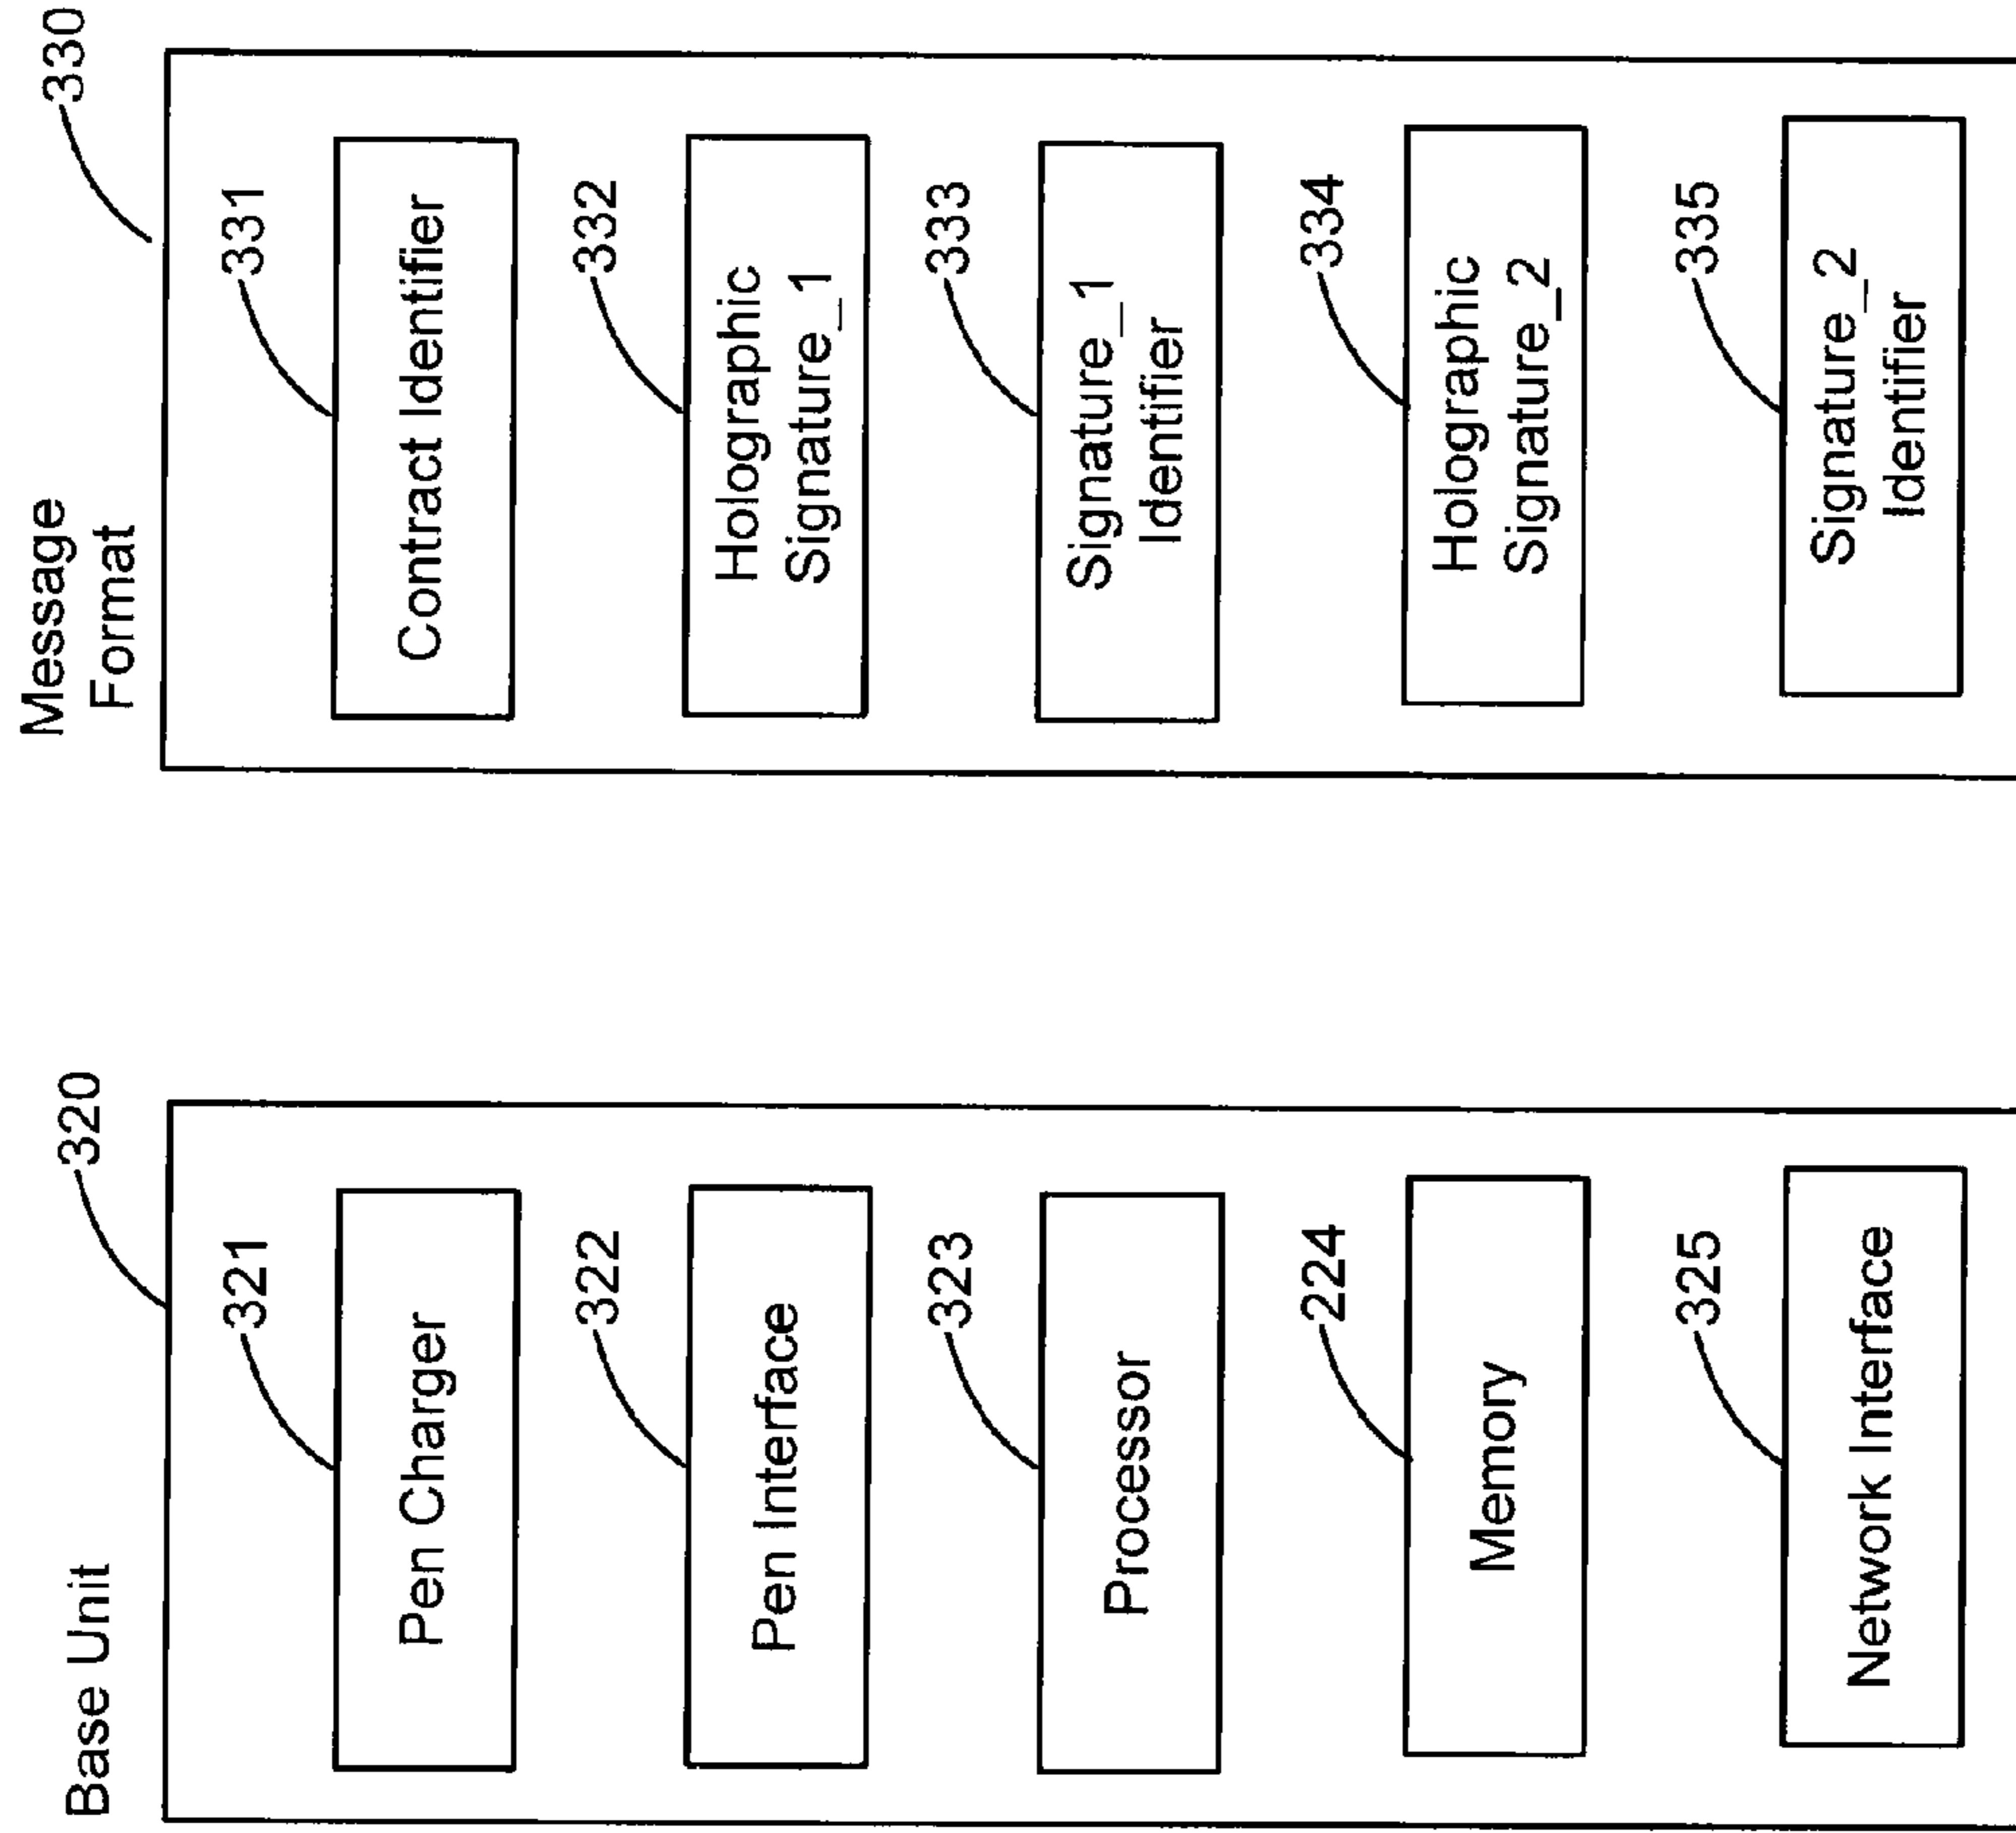 Base Unit
320
321
Pen Charger
322
Pen Interface
323
Processor
224
Memory
325
Network Interface
Message
Format
330
331
Contract Identifier
332
Holographic
Signature_1
333
Signature_1
Identifier
334
Holographic
Signature_2
335
Signature_2
Identifier